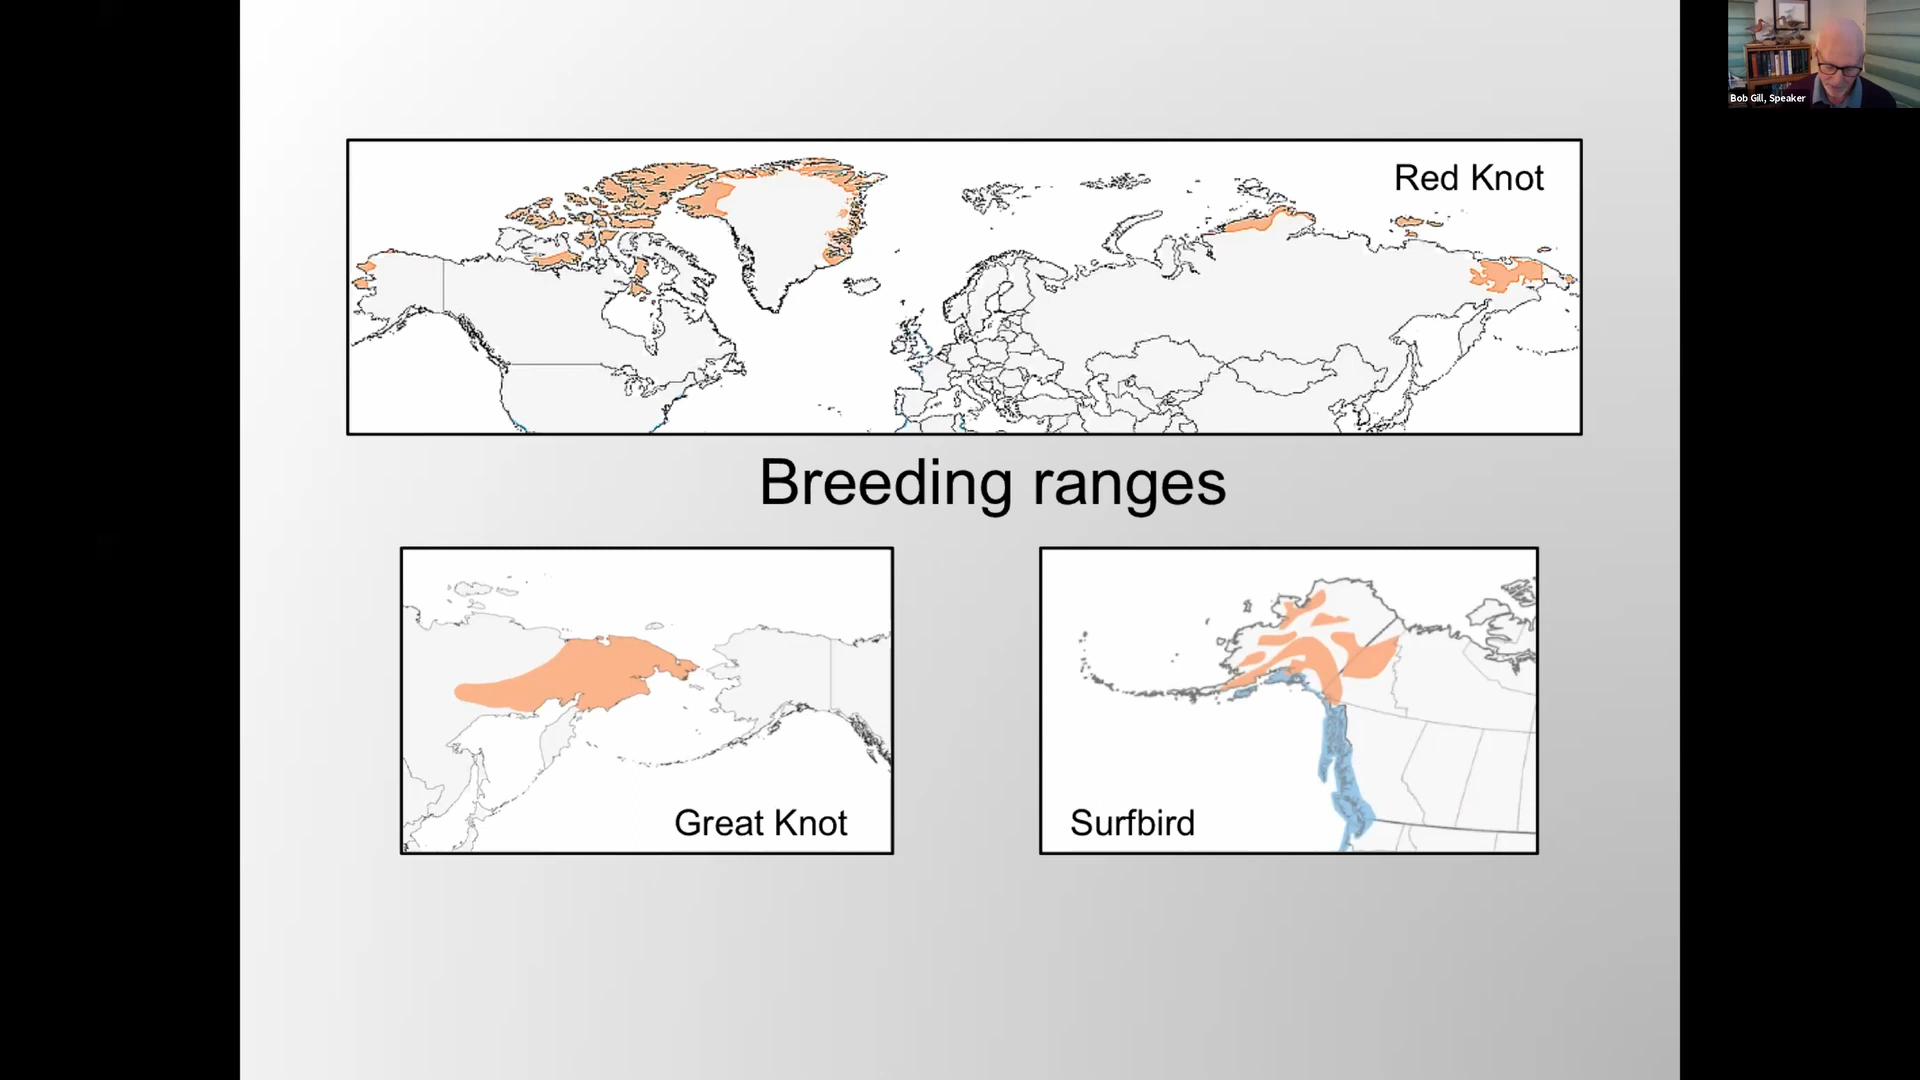 Bob Gill, Speaker
Red Knot
Breeding ranges
Great Knot
Surfbird